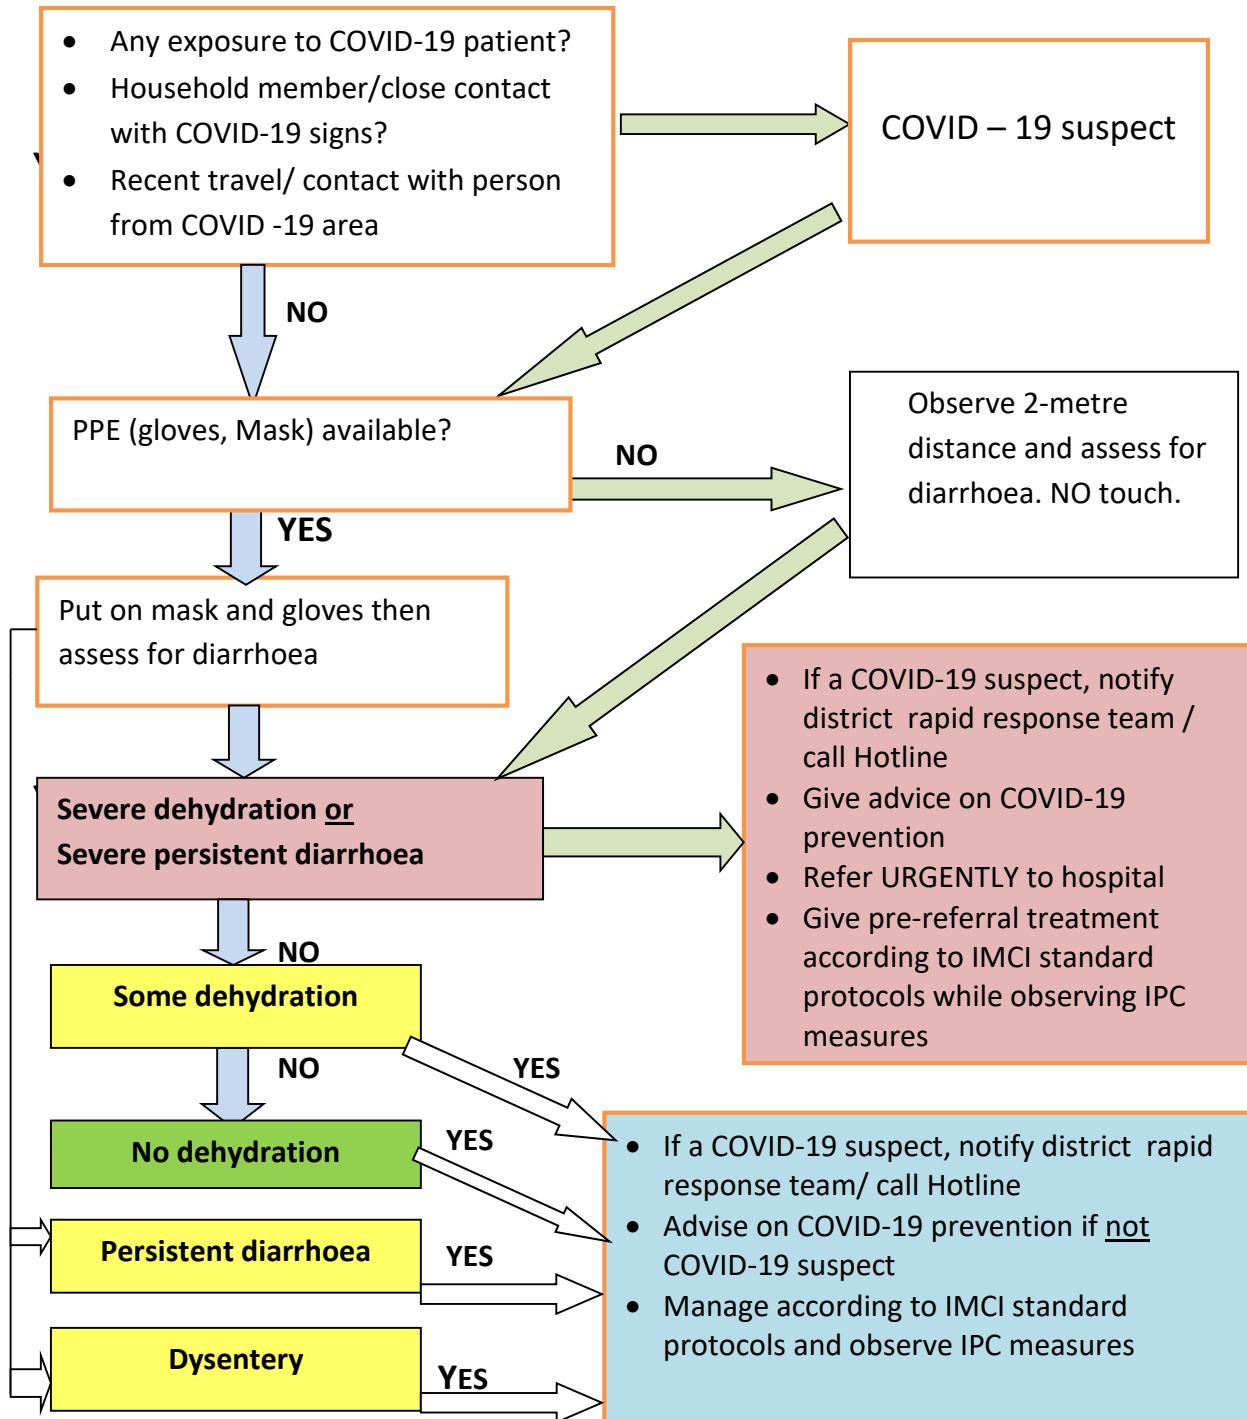 • Any exposure to COVID-19 patient?
• Household member/close contact
with COVID-19 signs?
• Recent travel/ contact with person
from COVID -19 area
COVID – 19 suspect
NO
PPE (gloves, Mask) available?
NO
Observe 2-metre
distance and assess for
diarrhoea. NO touch.
YES
Put on mask and gloves then
assess for diarrhoea
Severe dehydration or
Severe persistent diarrhoea
• If a COVID-19 suspect, notify
district rapid response team /
call Hotline
• Give advice on COVID-19
prevention
• Refer URGENTLY to hospital
• Give pre-referral treatment
according to IMCI standard
protocols while observing IPC
measures
NO
Some dehydration
YES
NO
No dehydration
YES
Persistent diarrhoea
YES
Dysentery
YES
• If a COVID-19 suspect, notify district rapid
response team/ call Hotline
• Advise on COVID-19 prevention if not
COVID-19 suspect
• Manage according to IMCI standard
protocols and observe IPC measures